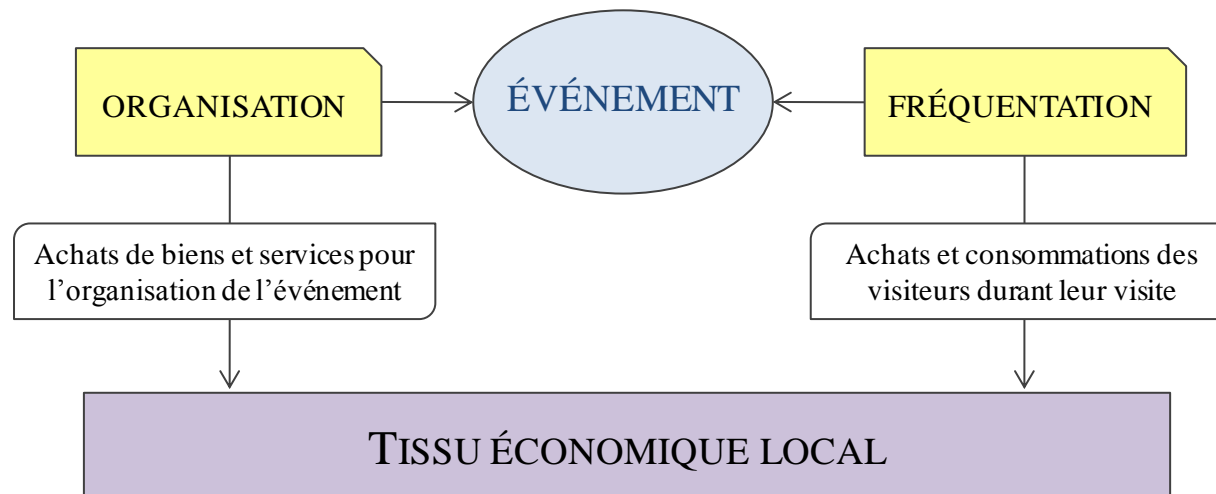 ORGANISATION
ÉVÉNEMENT
FRÉQUENTATION
Achats de biens et services pour
l’organisation de l’événement
Achats et consommations des
visiteurs durant leur visite
TISSU ÉCONOMIQUE LOCAL